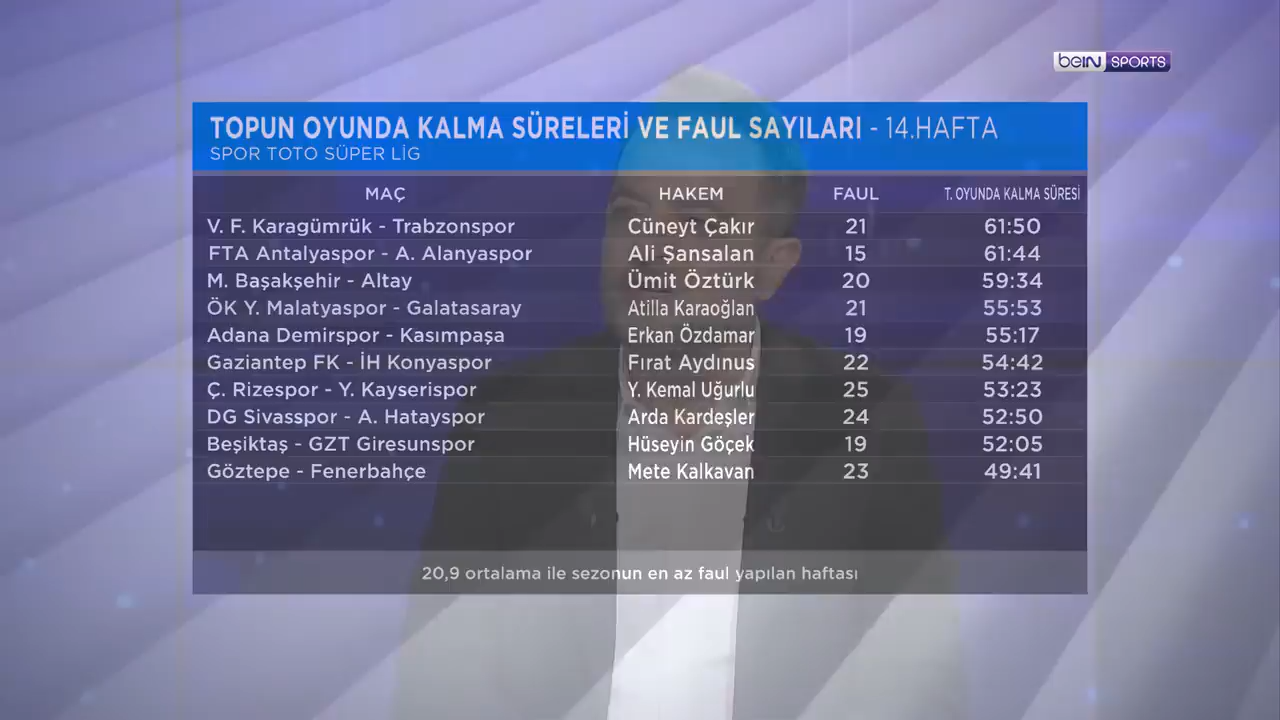 beIN SPORTS
TOPUN OYUNDA KALMA SÜRELERİ VE FAUL SAYILARI - 14.HAFTA
SPOR TOTO SÜPER LİG
MAÇ HAKEM FAUL T. OYUNDA KALMA SÜRESİ
V. F. Karagümrük - Trabzonspor Cüneyt Çakır 21 61:50
FTA Antalyaspor - A. Alanyaspor Ali Şansalan 15 61:44
M. Başakşehir - Altay Ümit Öztürk 20 59:34
ÖK Y. Malatyaspor - Galatasaray Atilla Karaoğlan 21 55:53
Adana Demirspor - Kasımpaşa Erkan Özdamar 19 55:17
Gaziantep FK - İH Konyaspor Fırat Aydınus 22 54:42
Ç. Rizespor - Y. Kayserispor Y. Kemal Uğurlu 25 53:23
DG Sivasspor - A. Hatayspor Arda Kardeşler 24 52:50
Beşiktaş - GZT Giresunspor Hüseyin Göçek 19 52:05
Göztepe - Fenerbahçe Mete Kalkavan 23 49:41
20,9 ortalama ile sezonun en az faul yapılan haftası